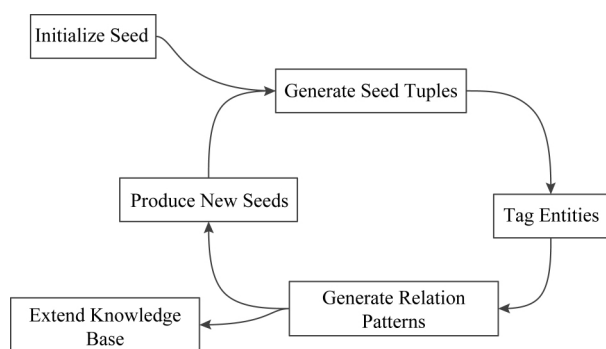 Initialize Seed
Generate Seed Tuples
Produce New Seeds
Tag Entities
Generate Relation
Patterns
Extend Knowledge
Base